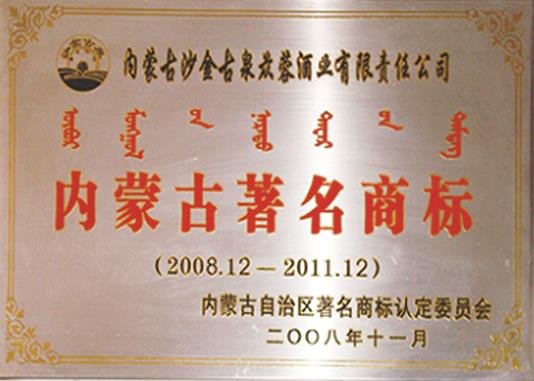 内蒙古沙金古泉苁蓉酒业有限责任公司
内蒙古著名商标
(2008.12－2011.12)
内蒙古自治区著名商标认定委员会
二〇〇八年十一月